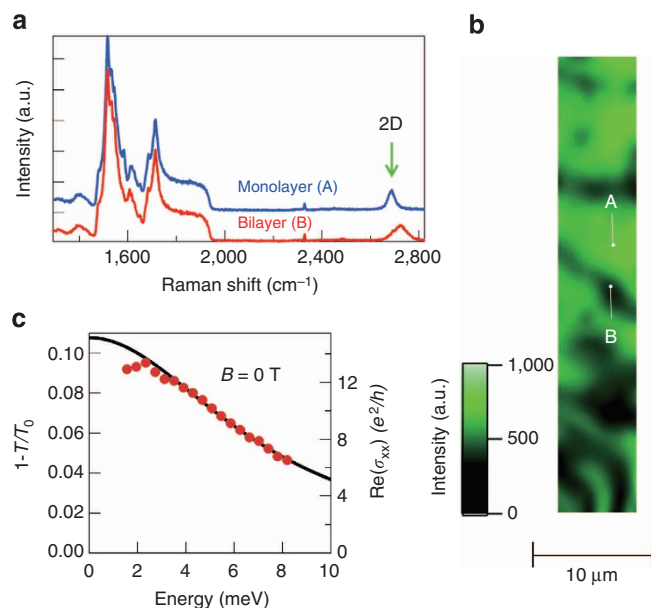 a
Intensity (a.u.)
2D
Monolayer (A)
Bilayer (B)
1,600
2,000
2,400
2,800
Raman shift (cm⁻¹)
b
A
B
1,000
500
0
Intensity (a.u.)
10 μm
c
B = 0 T
0.10
0.08
0.06
0.04
0.02
0.00
1-T/T₀
12
8
4
0
Re(σₓₓ) (e²/h)
0
2
4
6
8
10
Energy (meV)